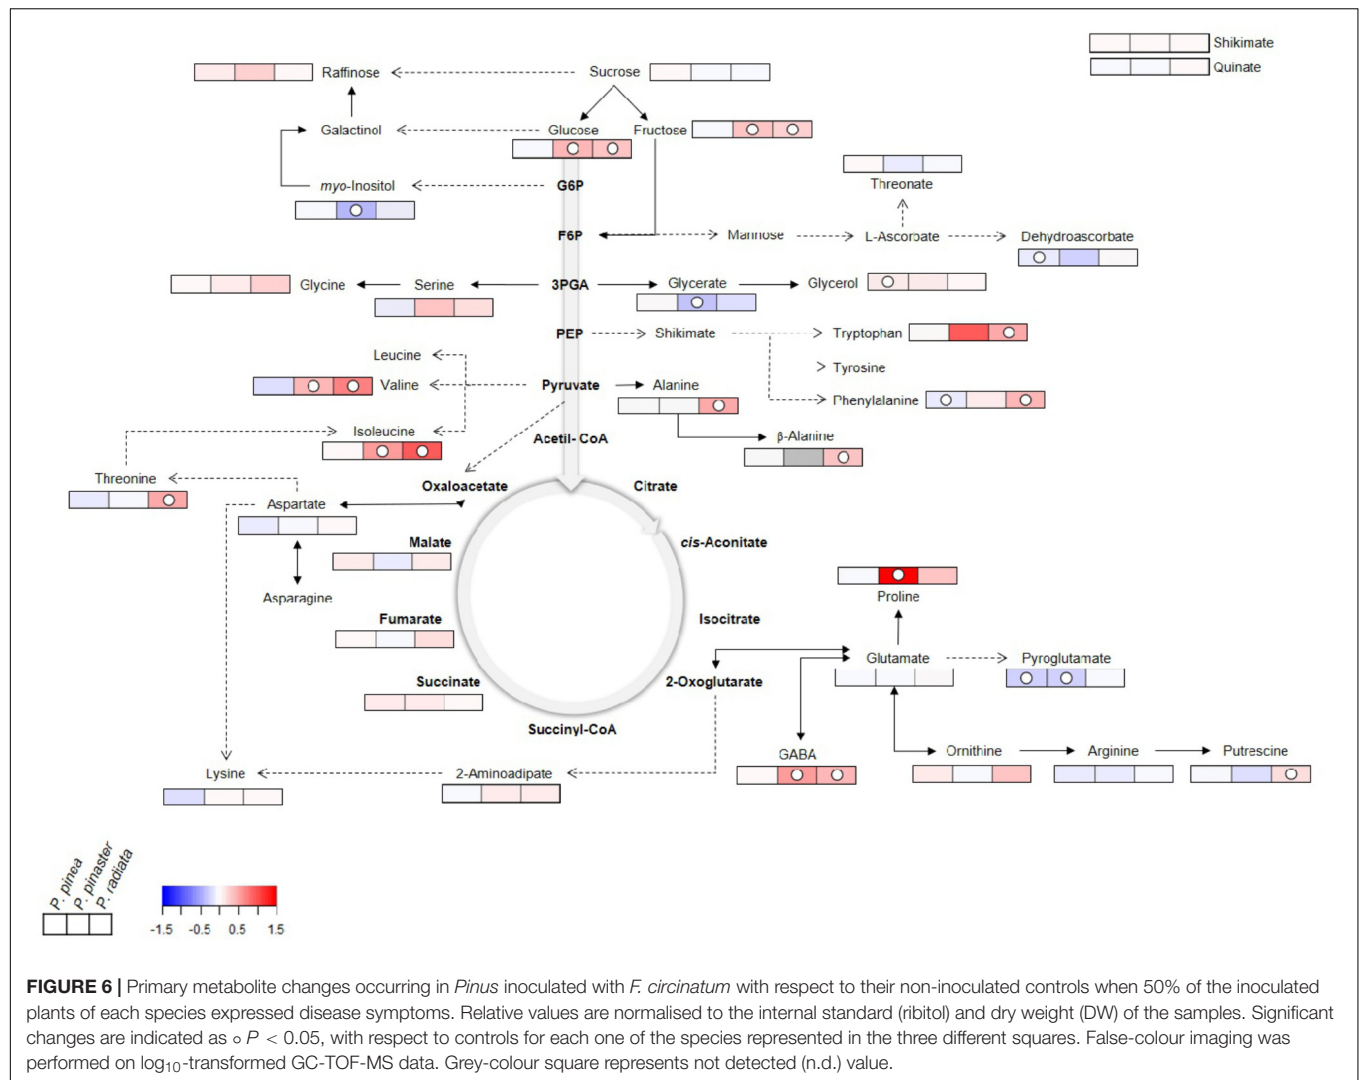 Shikimate
Quinate
Raffinose
Sucrose
Galactinol
Glucose
Fructose
Threonate
myo-Inositol
G6P
F6P
Mannose
L-Ascorbate
Dehydroascorbate
Glycine
Serine
3PGA
Glycerate
Glycerol
PEP
Shikimate
Tryptophan
Leucine
Tyrosine
Valine
Pyruvate
Alanine
Phenylalanine
Isoleucine
Acetil-CoA
β-Alanine
Threonine
Oxaloacetate
Citrate
Aspartate
Malate
cis-Aconitate
Asparagine
Proline
Fumarate
Isocitrate
Glutamate
Pyroglutamate
Succinate
2-Oxoglutarate
Succinyl-CoA
GABA
Ornithine
Arginine
Putrescine
Lysine
2-Aminoadipate
P. pinea
P. pinaster
P. radiata
-1.5 -0.5 0.5 1.5
FIGURE 6 | Primary metabolite changes occurring in Pinus inoculated with F. circinatum with respect to their non-inoculated controls when 50% of the inoculated
plants of each species expressed disease symptoms. Relative values are normalised to the internal standard (ribitol) and dry weight (DW) of the samples. Significant
changes are indicated as ∘ P < 0.05, with respect to controls for each one of the species represented in the three different squares. False-colour imaging was
performed on log10-transformed GC-TOF-MS data. Grey-colour square represents not detected (n.d.) value.